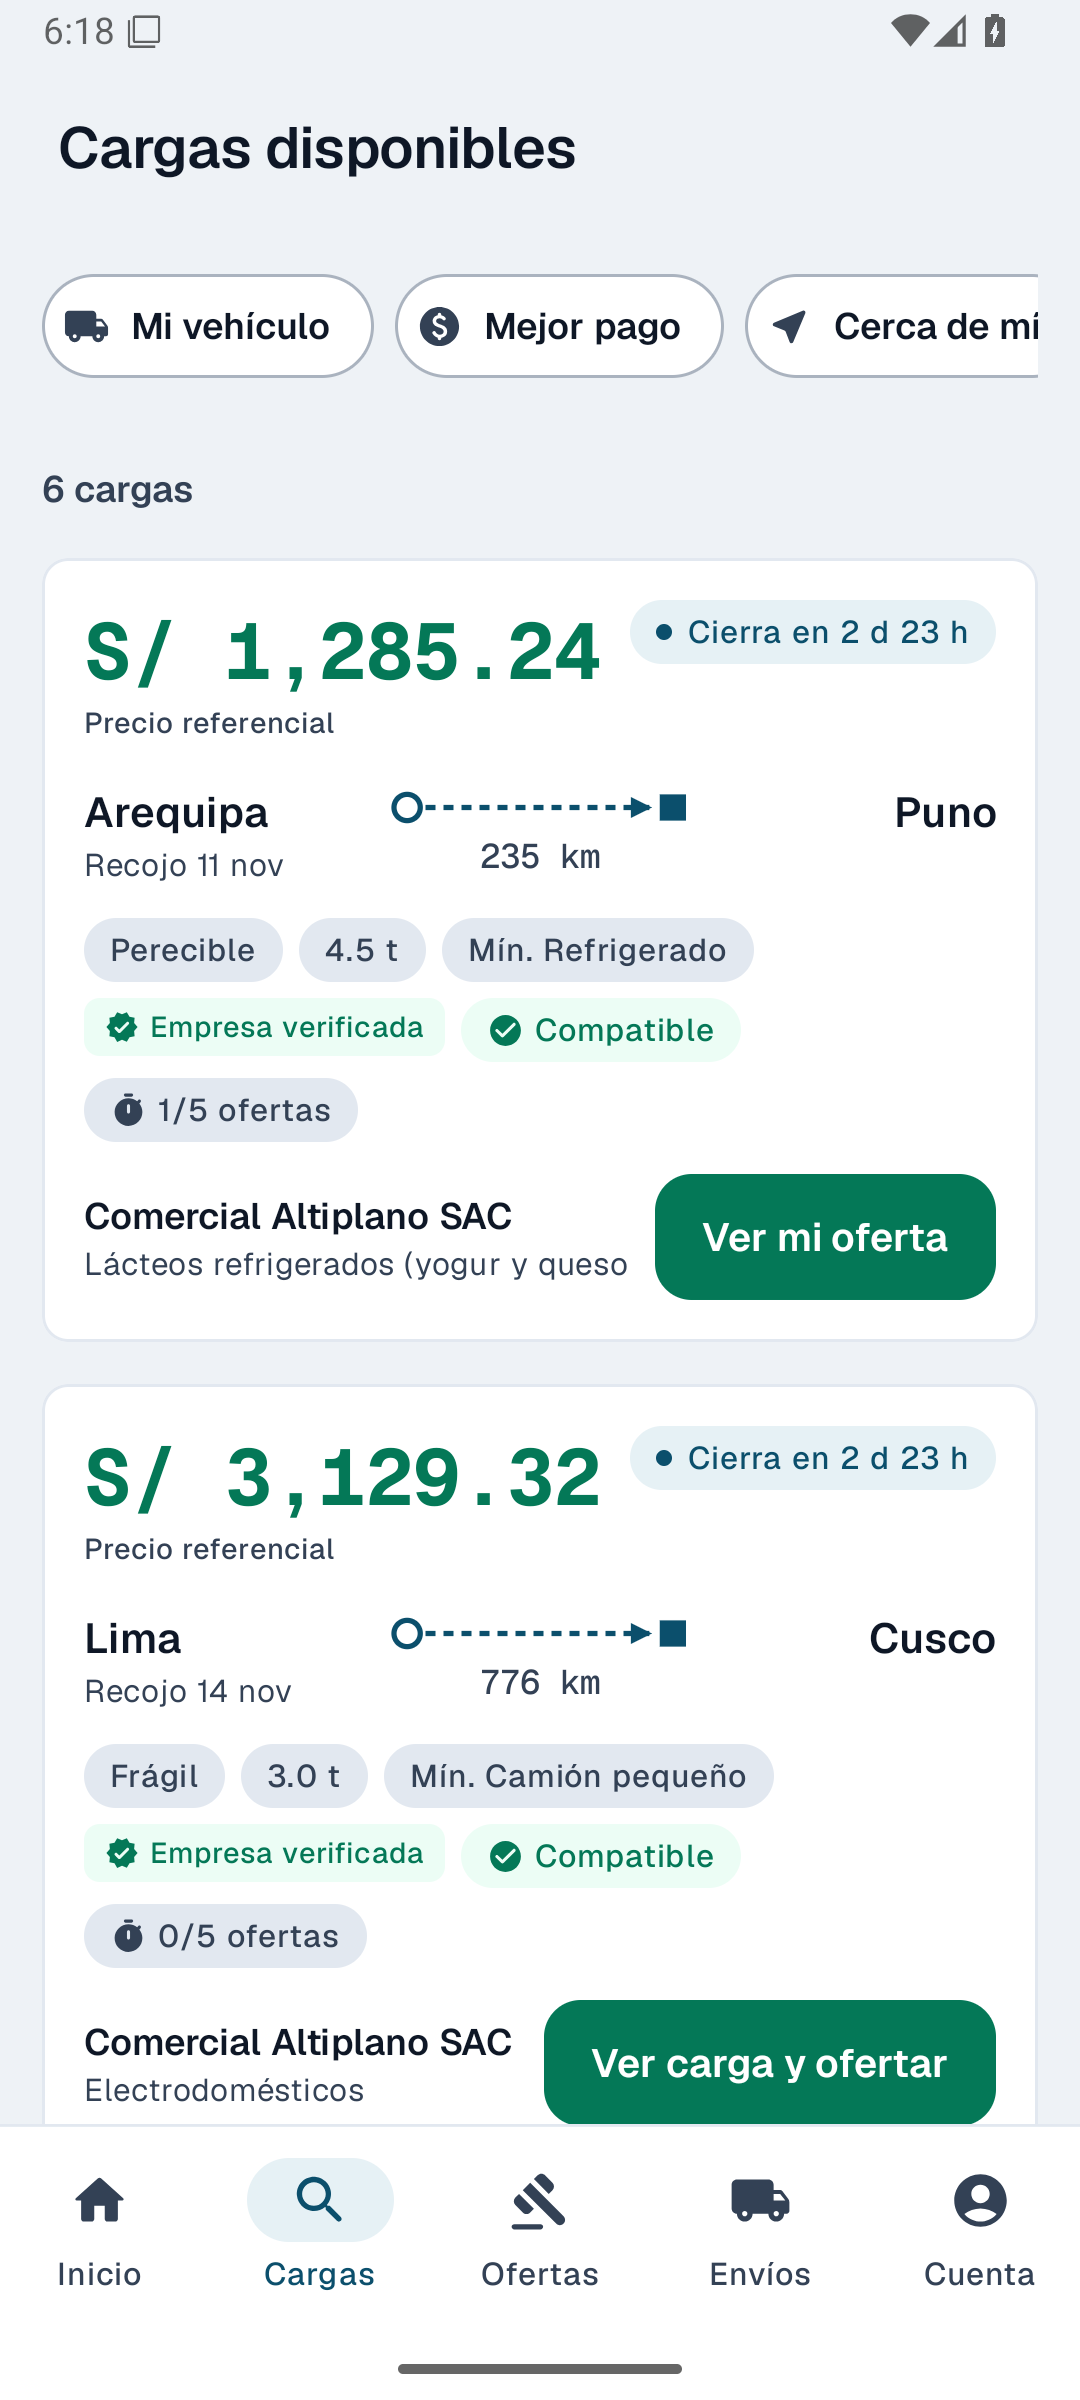 6:18
Cargas disponibles
Mi vehículo
Mejor pago
Cerca de mí
6 cargas
S/ 1,285.24
Cierra en 2 d 23 h
Precio referencial
Arequipa
Puno
Recojo 11 nov
235 km
Perecible
4.5 t
Mín. Refrigerado
Empresa verificada
Compatible
1/5 ofertas
Comercial Altiplano SAC
Lácteos refrigerados (yogur y queso
Ver mi oferta
S/ 3,129.32
Cierra en 2 d 23 h
Precio referencial
Lima
Cusco
Recojo 14 nov
776 km
Frágil
3.0 t
Mín. Camión pequeño
Empresa verificada
Compatible
0/5 ofertas
Comercial Altiplano SAC
Electrodomésticos
Ver carga y ofertar
Inicio
Cargas
Ofertas
Envíos
Cuenta